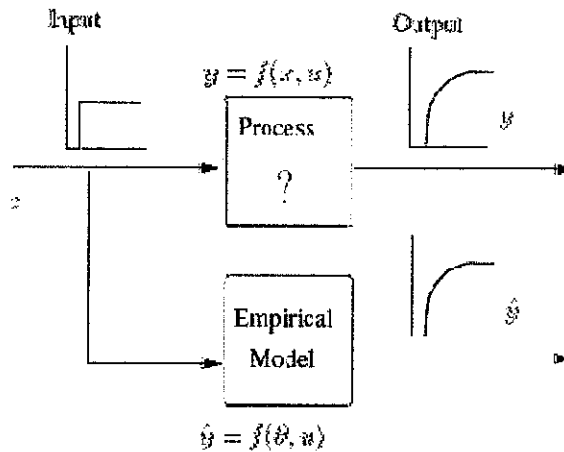 Input
Output
y = f(x, u)
Process
?
y
Empirical
Model
ŷ
ŷ = f(θ, u)